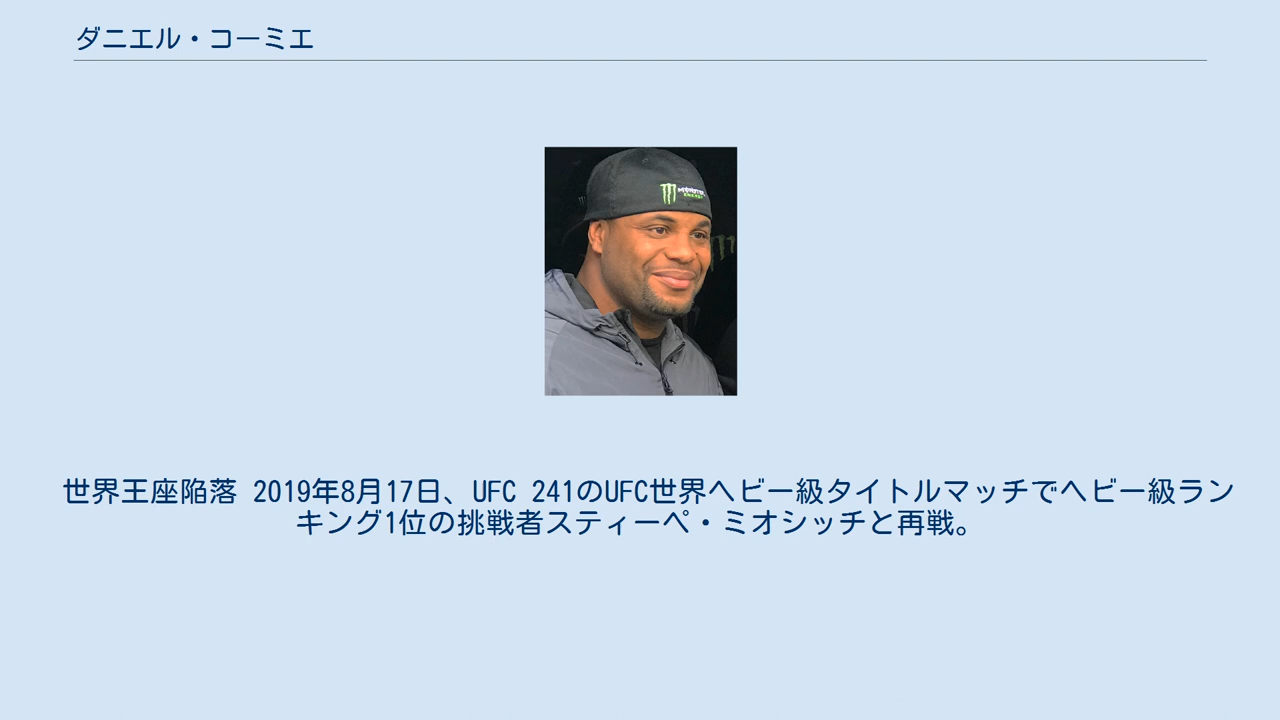 ダニエル・コーミエ
MONSTER
ENERGY
世界王座陥落 2019年8月17日、UFC 241のUFC世界ヘビー級タイトルマッチでヘビー級ラン
キング1位の挑戦者スティーペ・ミオシッチと再戦。